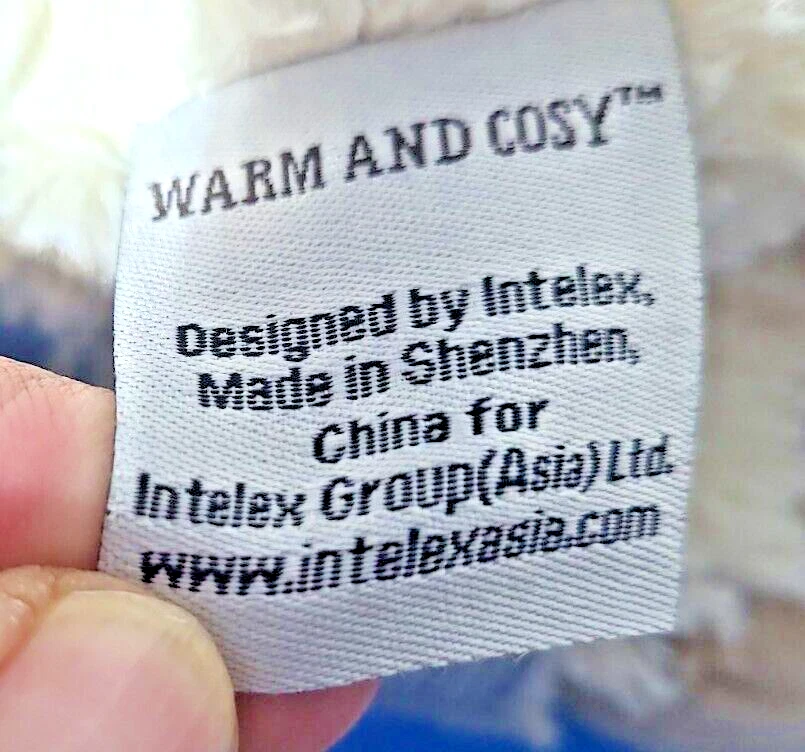 WARM AND COSY™
Designed by Intelex,
Made in Shenzhen,
China for
Intelex Group(Asia)Ltd.
www.intelexasia.com